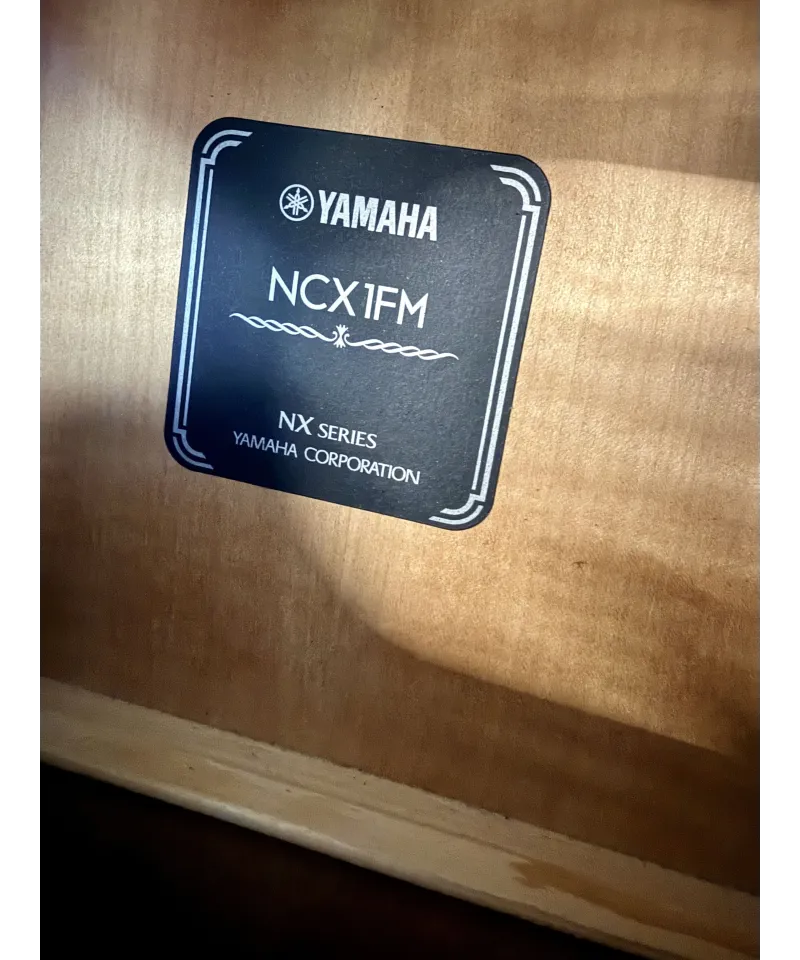 YAMAHA
NCX1FM
NX SERIES
YAMAHA CORPORATION